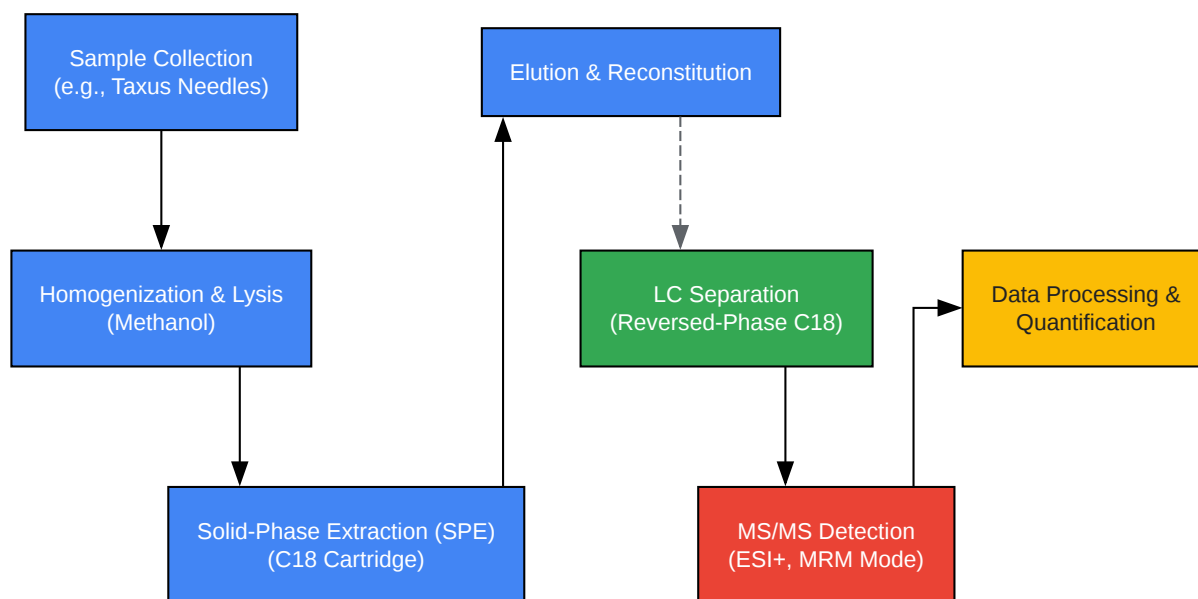 Sample Collection
(e.g., Taxus Needles)
Homogenization & Lysis
(Methanol)
Solid-Phase Extraction (SPE)
(C18 Cartridge)
Elution & Reconstitution
LC Separation
(Reversed-Phase C18)
MS/MS Detection
(ESI+, MRM Mode)
Data Processing &
Quantification